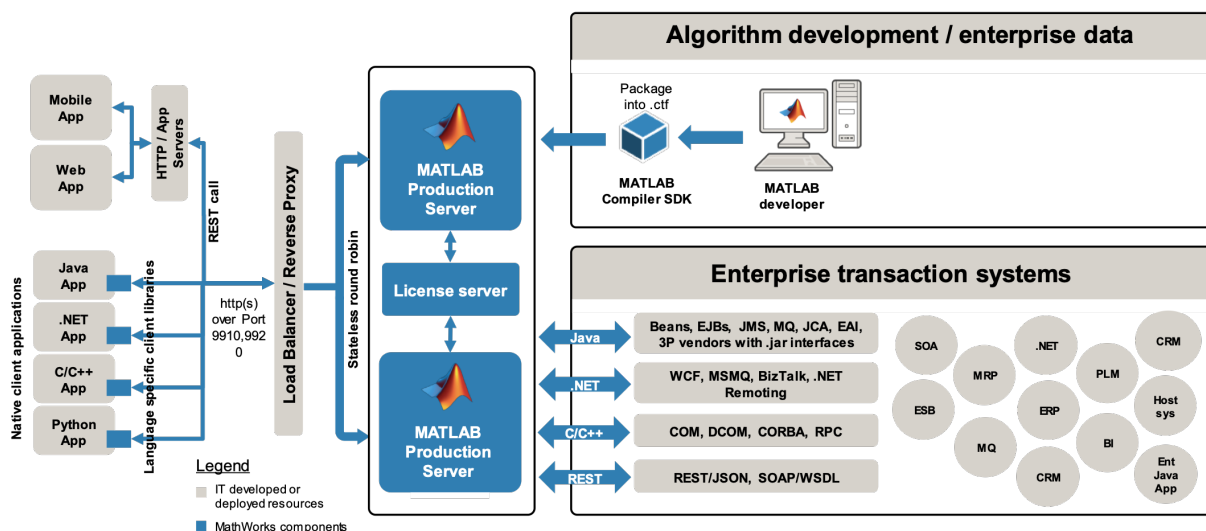 Algorithm development / enterprise data
Mobile
App
Web
App
HTTP / App
Servers
REST call
Native client applications
Java
App
.NET
App
C/C++
App
Python
App
Language specific client libraries
http(s)
over Port
9910,992
0
Load Balancer / Reverse Proxy
Stateless round robin
MATLAB
Production
Server
License server
MATLAB
Production
Server
Package
into .ctf
MATLAB
Compiler SDK
MATLAB
developer
Enterprise transaction systems
Java
Beans, EJBs, JMS, MQ, JCA, EAI,
3P vendors with .jar interfaces
.NET
WCF, MSMQ, BizTalk, .NET
Remoting
C/C++
COM, DCOM, CORBA, RPC
REST
REST/JSON, SOAP/WSDL
SOA
MRP
.NET
PLM
CRM
ESB
ERP
Host
sys
MQ
BI
CRM
Ent
Java
App
Legend
IT developed or
deployed resources
MathWorks components